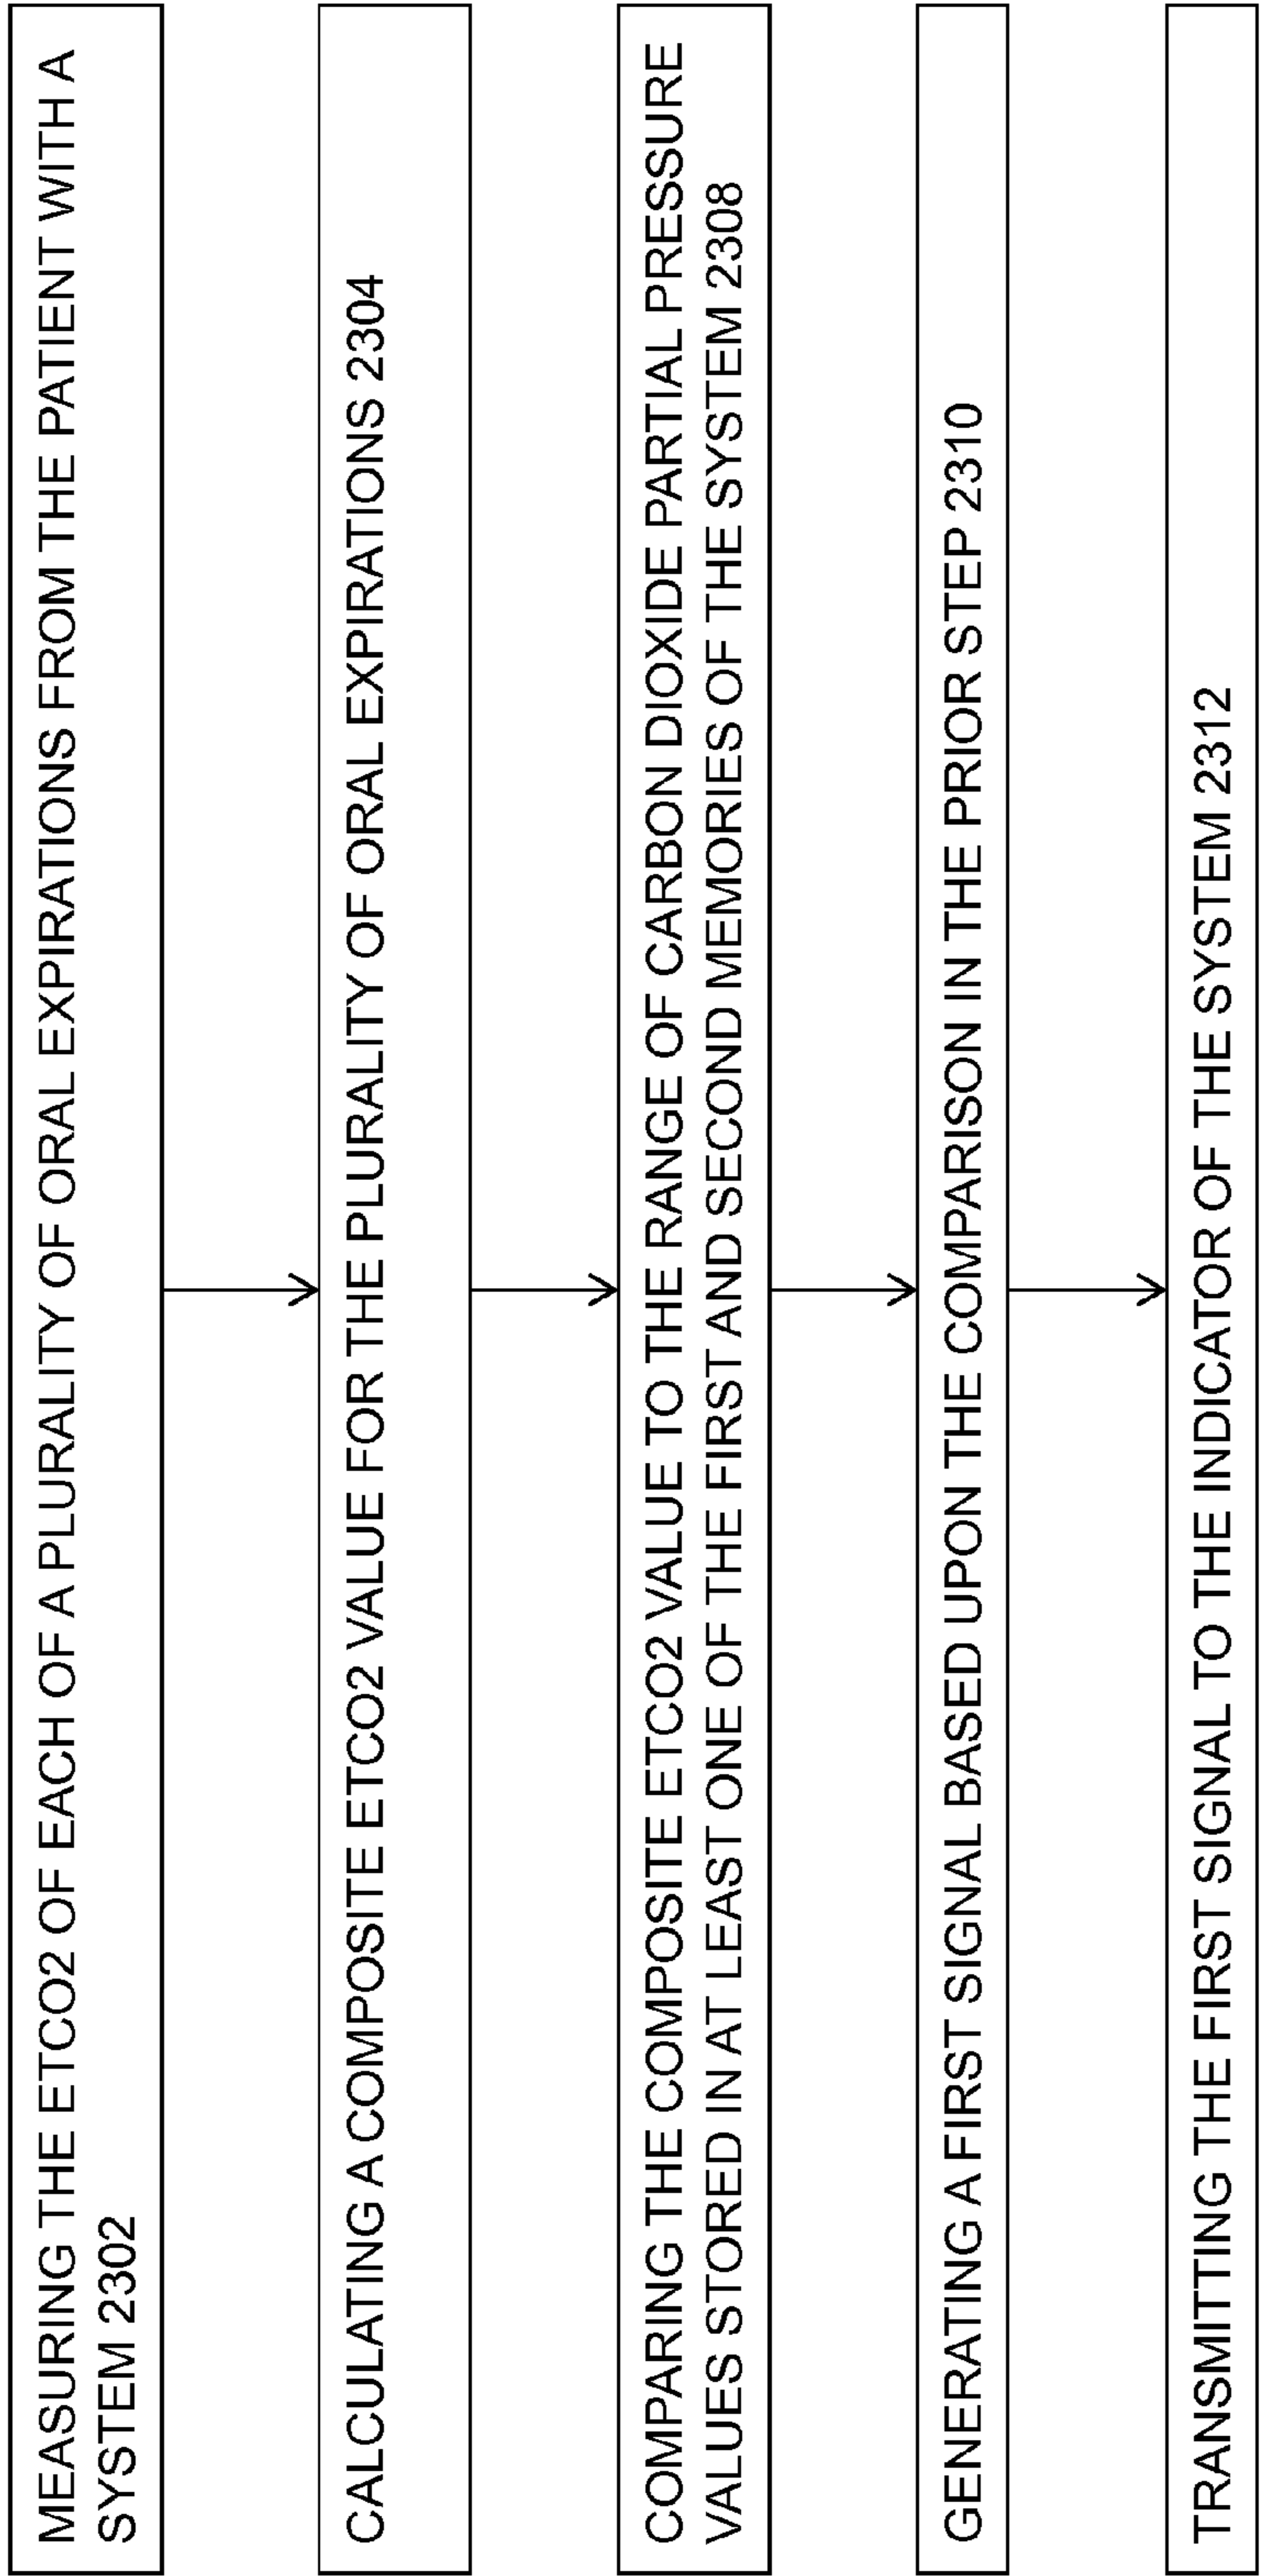 MEASURING THE ETCO2 OF EACH OF A PLURALITY OF ORAL EXPIRATIONS FROM THE PATIENT WITH A
SYSTEM 2302
CALCULATING A COMPOSITE ETCO2 VALUE FOR THE PLURALITY OF ORAL EXPIRATIONS 2304
COMPARING THE COMPOSITE ETCO2 VALUE TO THE RANGE OF CARBON DIOXIDE PARTIAL PRESSURE
VALUES STORED IN AT LEAST ONE OF THE FIRST AND SECOND MEMORIES OF THE SYSTEM 2308
GENERATING A FIRST SIGNAL BASED UPON THE COMPARISON IN THE PRIOR STEP 2310
TRANSMITTING THE FIRST SIGNAL TO THE INDICATOR OF THE SYSTEM 2312